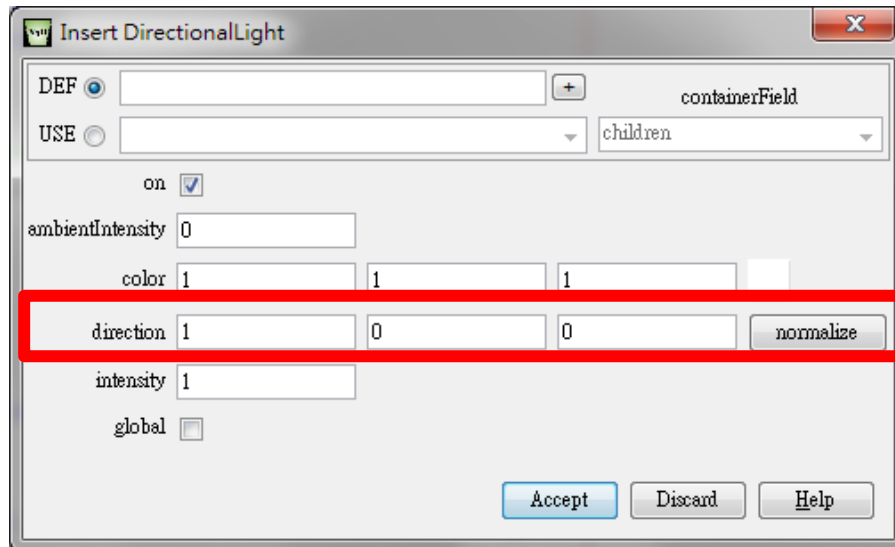 Insert DirectionalLight
DEF +
containerField
USE children
on
ambientIntensity 0
color 1 1 1
direction 1 0 0 normalize
intensity 1
global
Accept Discard Help